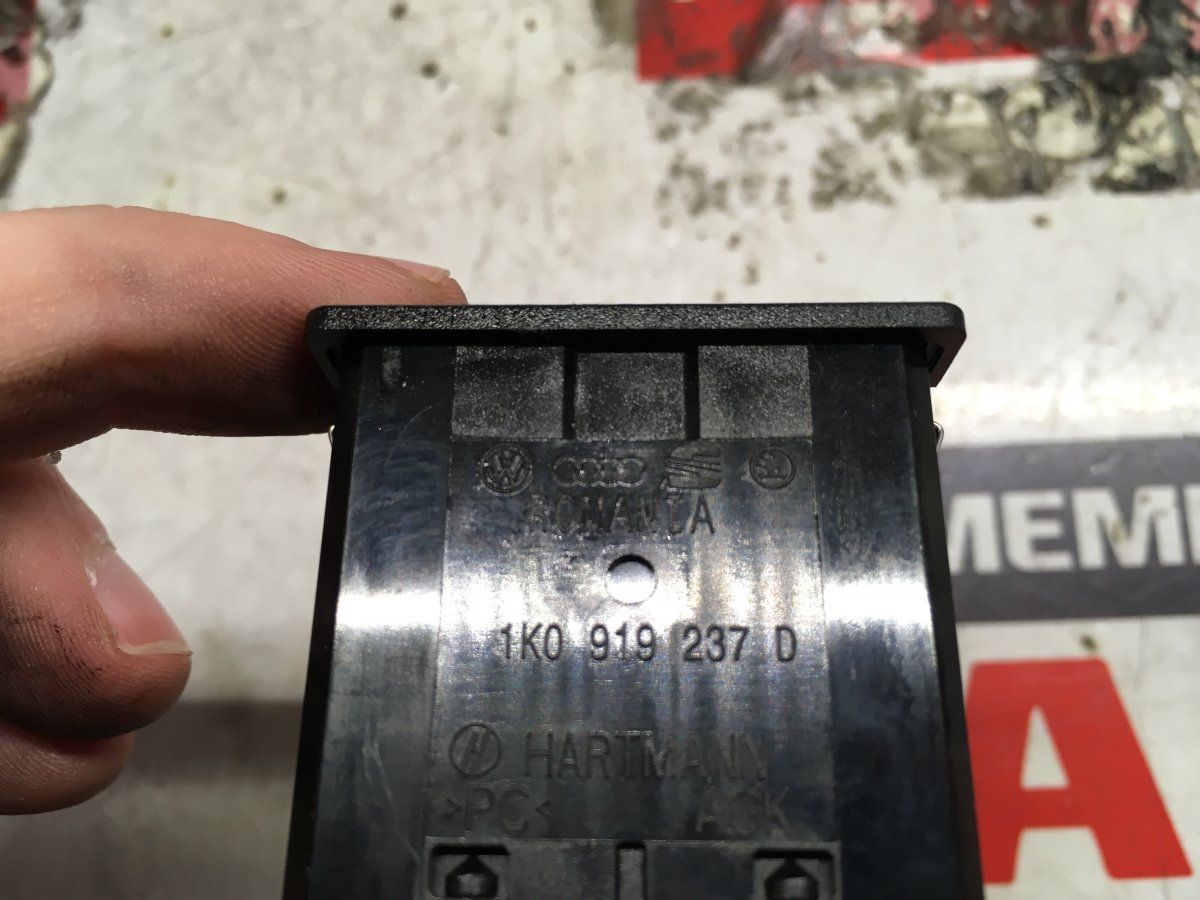 ROMANIA
1K0 919 237 D
HARTMANN
>PC< ACK
MEM
A